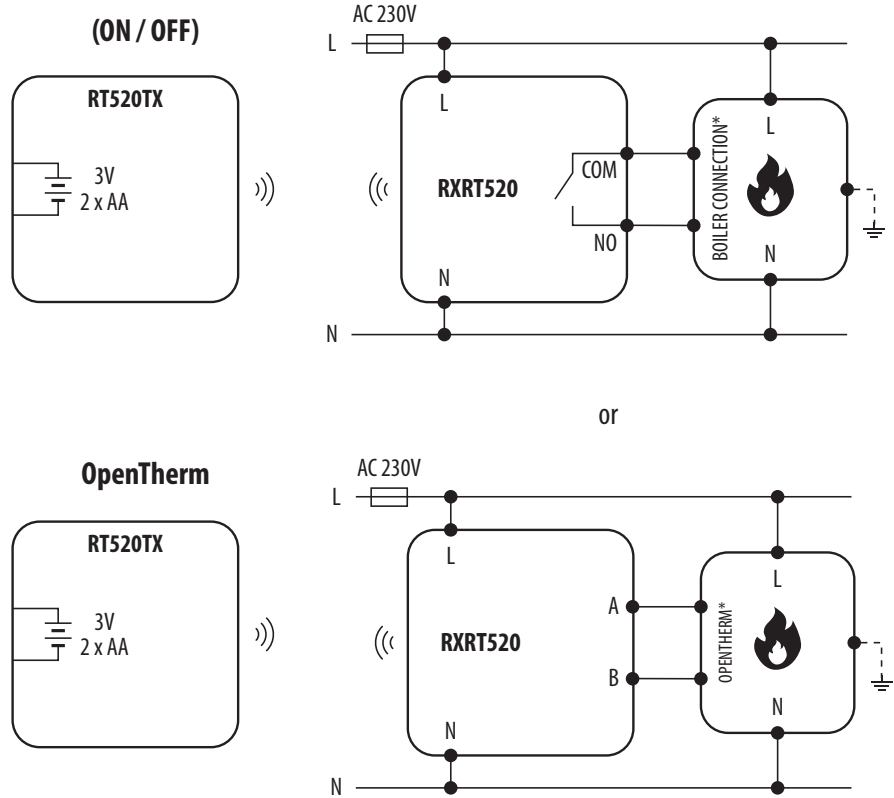 (ON / OFF)
AC 230V
L
RT520TX
3V
2 x AA
L
RXRT520
COM
NO
N
BOILER CONNECTION*
L
N
N
or
OpenTherm
AC 230V
L
RT520TX
3V
2 x AA
L
RXRT520
A
B
N
OPENTHERM*
L
N
N